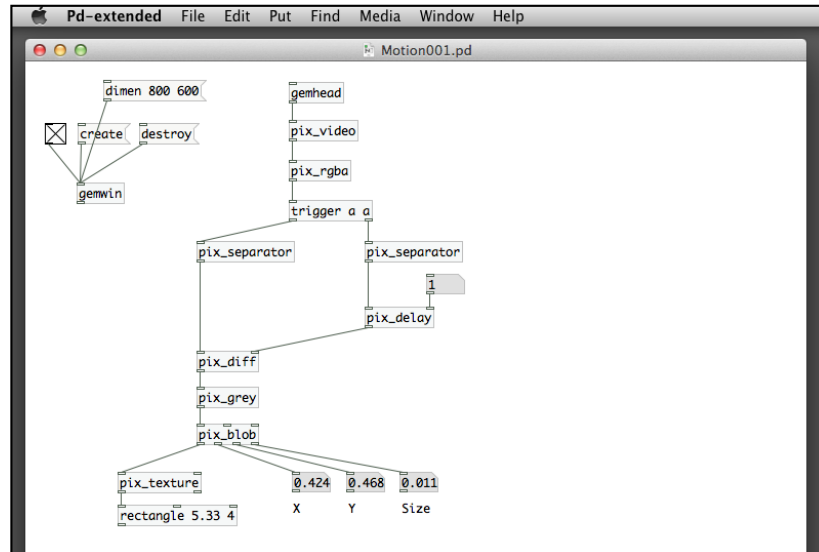 Pd-extended File Edit Put Find Media Window Help
Motion001.pd
dimen 800 600
gemhead
create destroy
pix_video
pix_rgba
gemwin
trigger a a
pix_separator pix_separator
1
pix_delay
pix_diff
pix_grey
pix_blob
pix_texture 0.424 0.468 0.011
X Y Size
rectangle 5.33 4